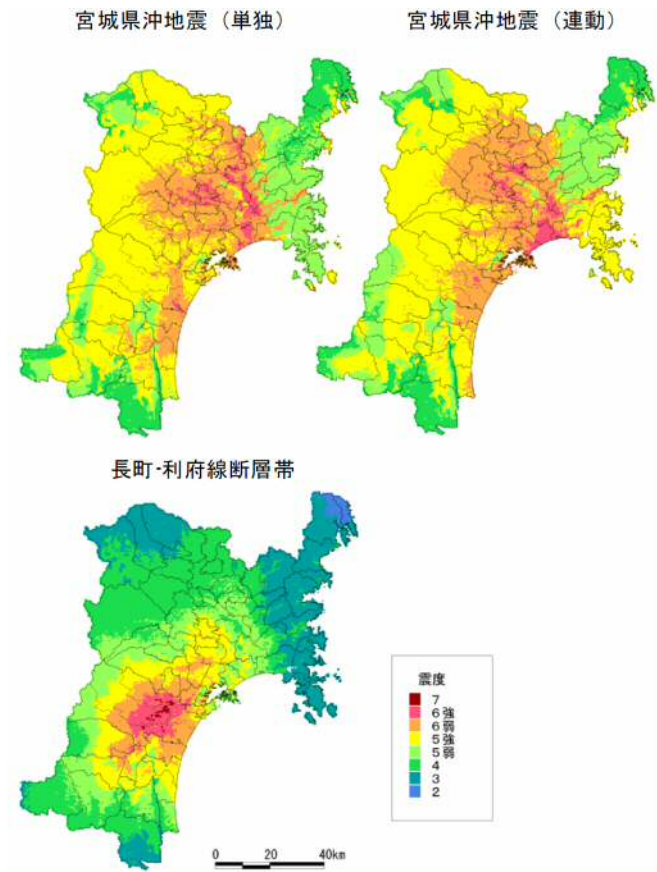 宮城県沖地震（単独）
宮城県沖地震（連動）
長町-利府線断層帯
震度
7
6強
6弱
5強
5弱
4
3
2
0 20 40km